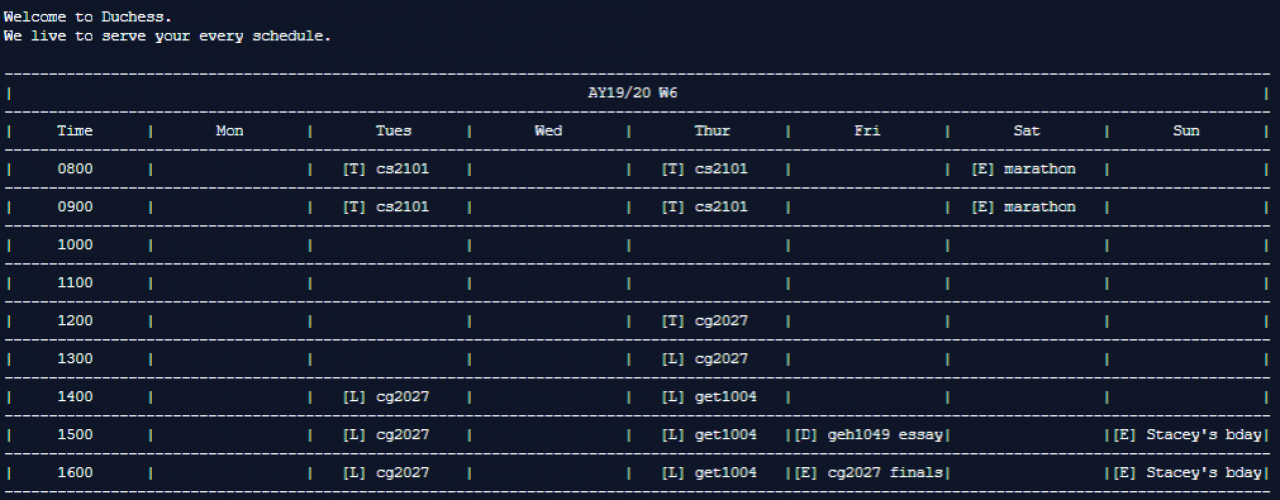 Welcome to Duchess.
We live to serve your every schedule.
AY19/20 W6
| Time | Mon | Tues | Wed | Thur | Fri | Sat | Sun |
| 0800 | | [T] cs2101 | | [T] cs2101 | | [E] marathon | |
| 0900 | | [T] cs2101 | | [T] cs2101 | | [E] marathon | |
| 1000 | | | | | | | |
| 1100 | | | | | | | |
| 1200 | | | | [T] cg2027 | | | |
| 1300 | | | | [L] cg2027 | | | |
| 1400 | | [L] cg2027 | | [L] get1004 | | | |
| 1500 | | [L] cg2027 | | [L] get1004 |[D] geh1049 essay| |[E] Stacey's bday|
| 1600 | | [L] cg2027 | | [L] get1004 |[E] cg2027 finals| |[E] Stacey's bday|